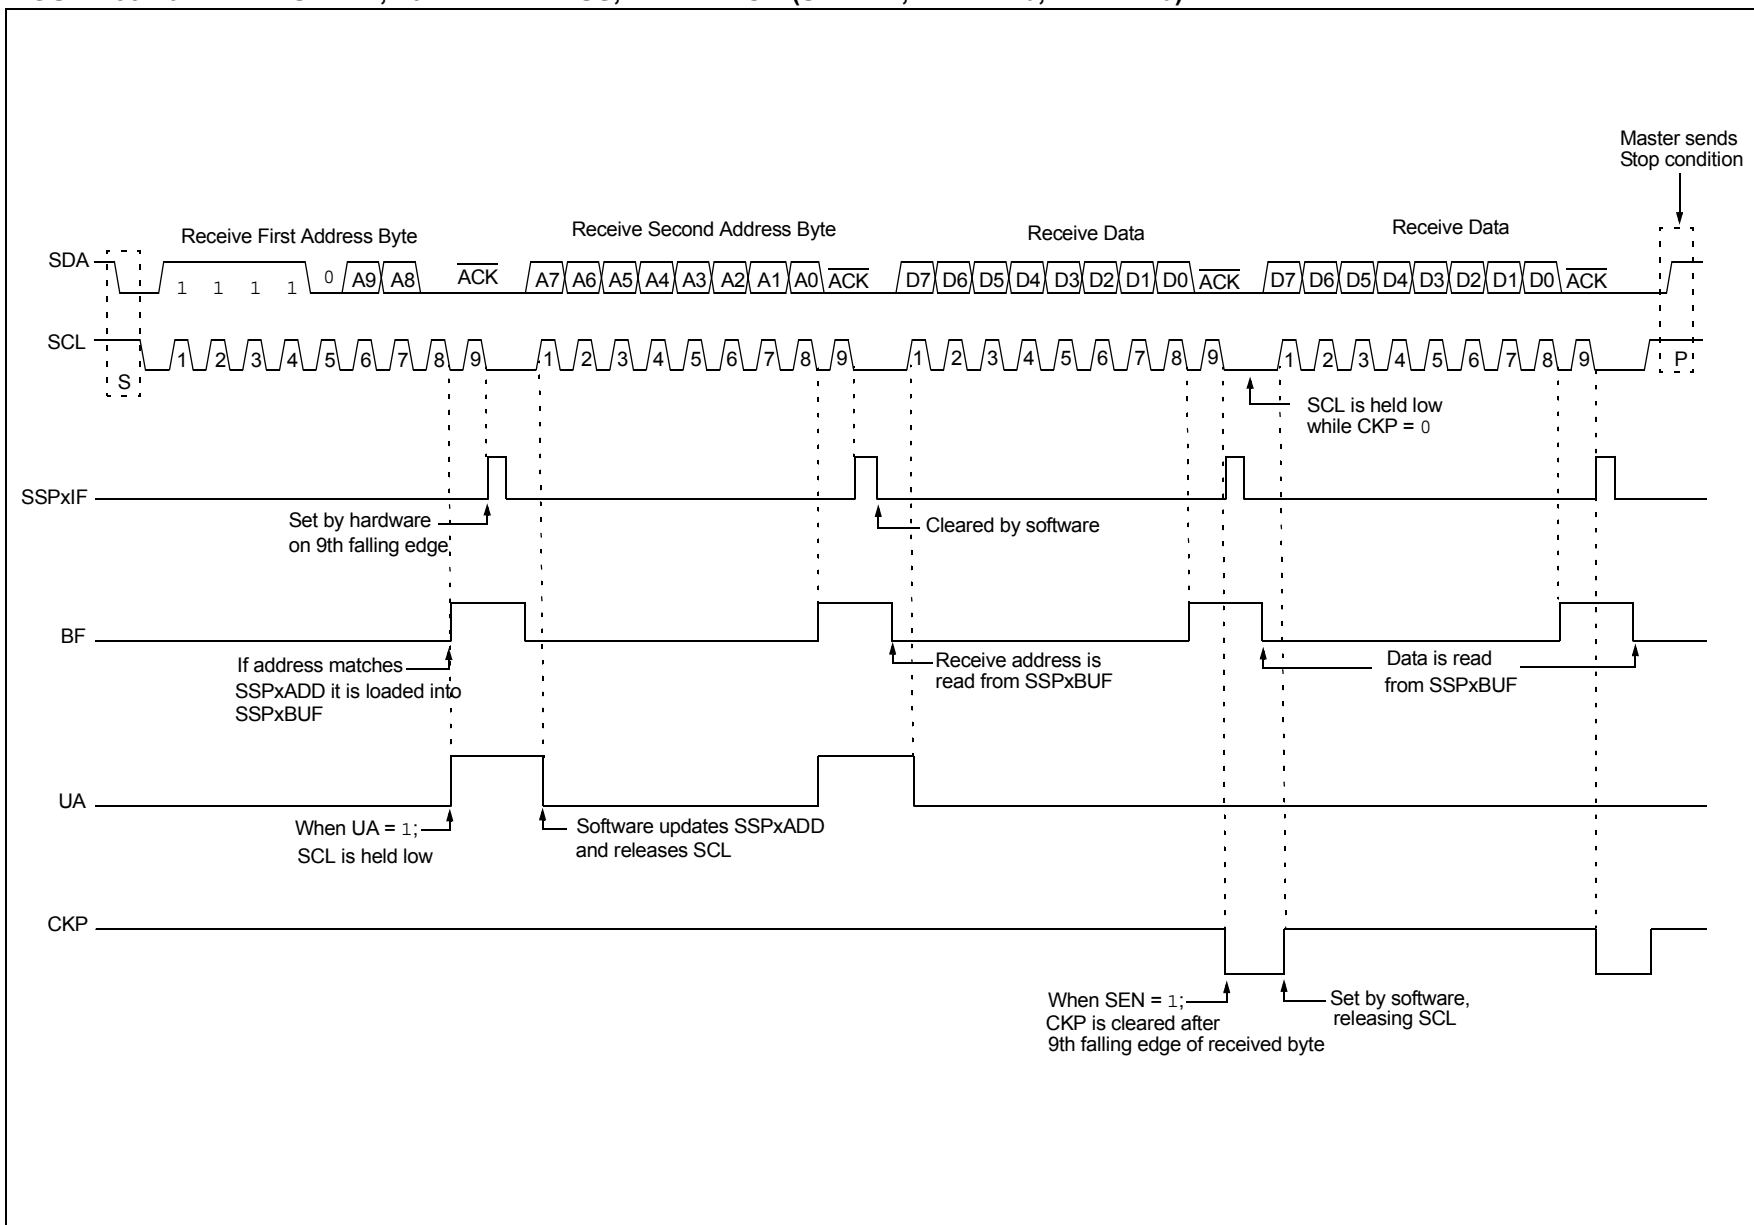 Master sends
Stop condition
Receive First Address Byte
Receive Second Address Byte
Receive Data
Receive Data
SDA
1 1 1 1 0 A9 A8 ACK A7 A6 A5 A4 A3 A2 A1 A0 ACK D7 D6 D5 D4 D3 D2 D1 D0 ACK D7 D6 D5 D4 D3 D2 D1 D0 ACK
SCL
S 1 2 3 4 5 6 7 8 9 1 2 3 4 5 6 7 8 9 1 2 3 4 5 6 7 8 9 1 2 3 4 5 6 7 8 9 P
SCL is held low
while CKP = 0
SSPxIF
Set by hardware
on 9th falling edge
Cleared by software
BF
If address matches
SSPxADD it is loaded into
SSPxBUF
Receive address is
read from SSPxBUF
Data is read
from SSPxBUF
UA
When UA = 1;
SCL is held low
Software updates SSPxADD
and releases SCL
CKP
When SEN = 1;
CKP is cleared after
9th falling edge of received byte
Set by software,
releasing SCL